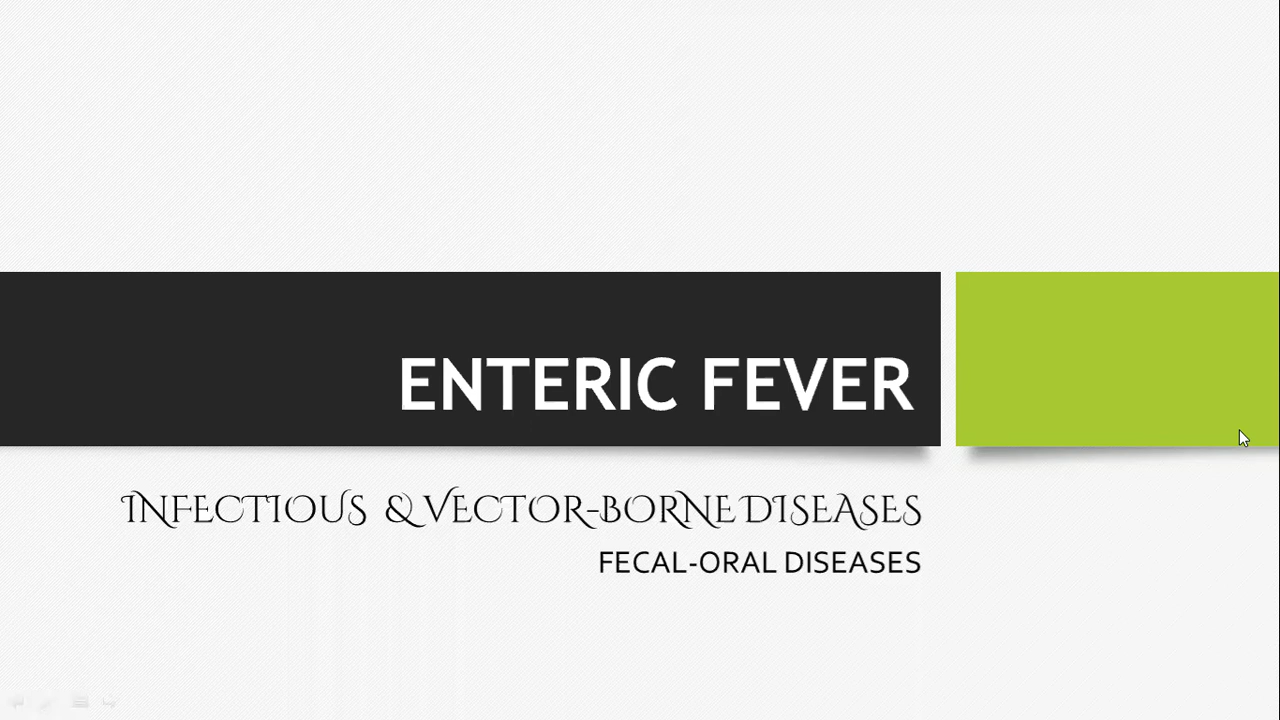 ENTERIC FEVER
INFECTIOUS & VECTOR-BORNE DISEASES
FECAL-ORAL DISEASES